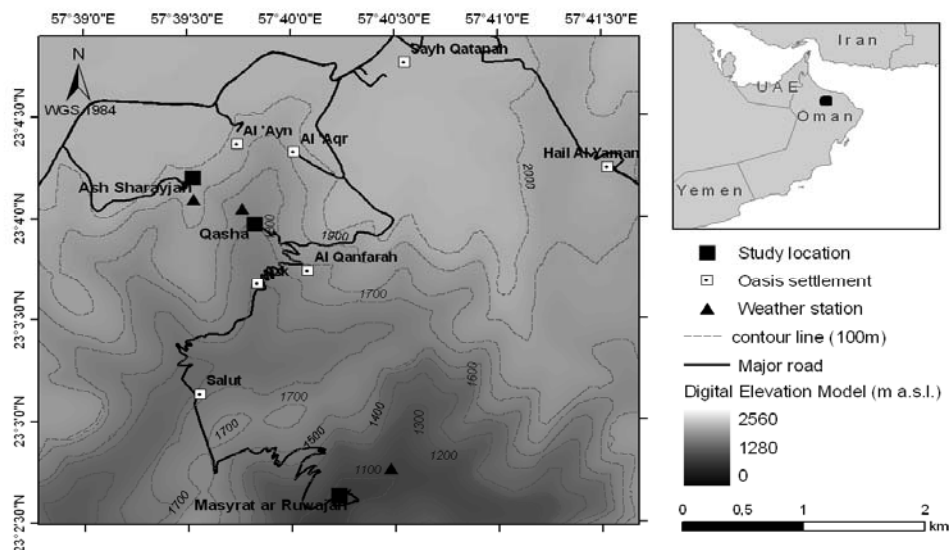 57°39'0"E 57°39'30"E 57°40'0"E 57°40'30"E 57°41'0"E 57°41'30"E
N
WGS 1984
23°4'30"N
23°4'0"N
23°3'30"N
23°3'0"N
23°2'30"N
Sayh Qatanah
Al 'Ayn
Al 'Aqr
Hail Al Yaman
Ash Sharayjah
2000
Qasha
1900
Al Qanfarah
1700
Salut
1600
1700
1400
1700
1300
1500
1200
1100
1700
Masyrat ar Ruwajah
Iran
UAE
Oman
Yemen
Study location
Oasis settlement
Weather station
contour line (100m)
Major road
Digital Elevation Model (m a.s.l.)
2560
1280
0
0 0,5 1 2
km